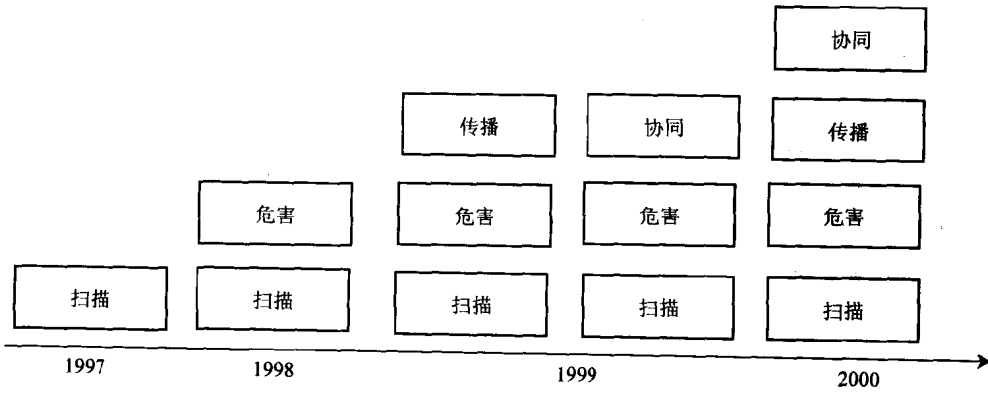 协同
传播 协同 传播
危害 危害 危害 危害
扫描 扫描 扫描 扫描 扫描
1997 1998 1999 2000